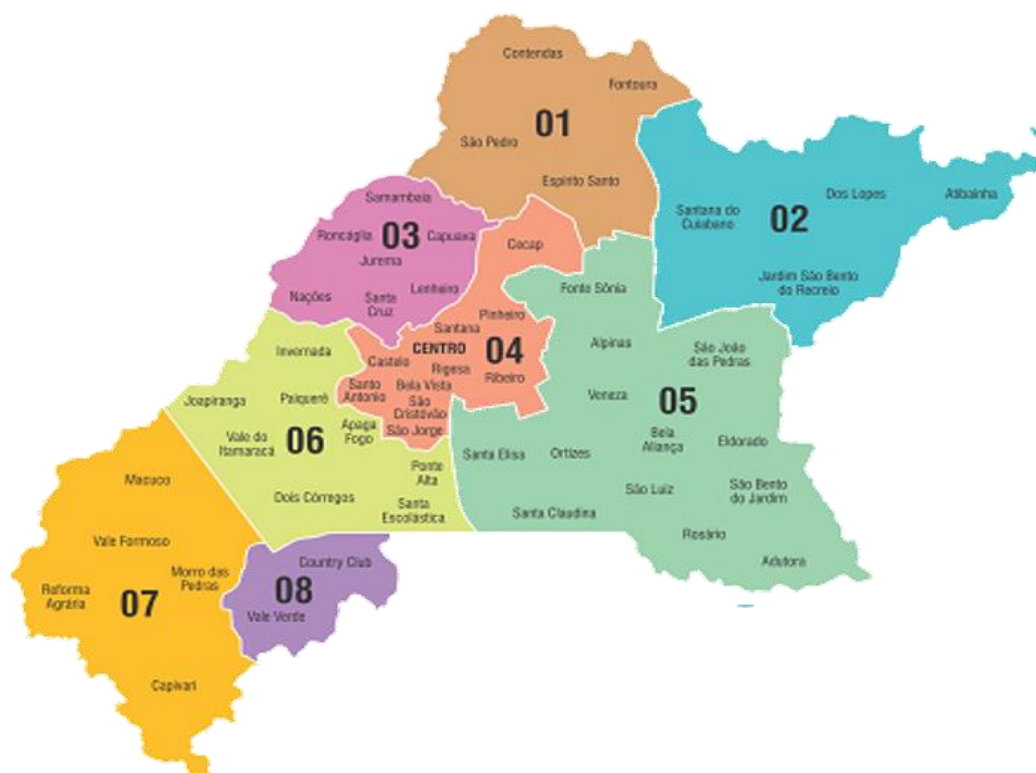 Contendas
Fontoura
01
São Pedro
Espírito Santo
Santana do
Cuiabano
02
Dos Lopes
Atibainha
Jardim São Bento
do Recreio
Samambaia
Roncáglia
03
Capuava
Jurema
Nações
Santa
Cruz
Lenheiro
Cecap
Pinheiro
Santana
CENTRO
04
Castelo
Rigesa
Ribeiro
Santo
Antonio
Bela Vista
São
Cristóvão
São Jorge
Fonte Sônia
Alpinas
São João
das Pedras
Veneza
05
Bela
Aliança
Eldorado
Santa Elisa
Ortizes
São Luiz
São Bento
do Jardim
Santa Claudina
Rosário
Adutora
Invernada
Joapiranga
Paiquerê
Vale do
Itamaracá
06
Apaga
Fogo
Ponte
Alta
Dois Córregos
Santa
Escolástica
Macuco
Vale Formoso
Morro das
Pedras
Reforma
Agrária
07
Capivari
Country Club
08
Vale Verde